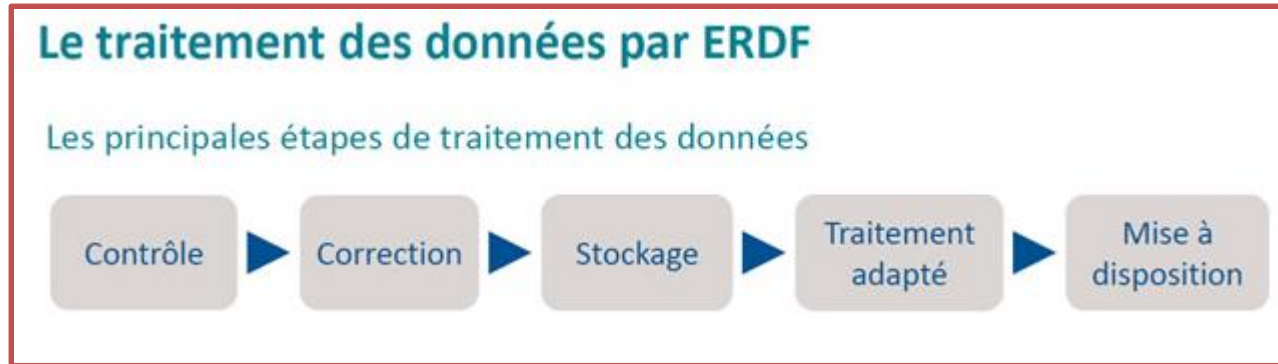 Le traitement des données par ERDF
Les principales étapes de traitement des données
Contrôle
Correction
Stockage
Traitement
adapté
Mise à
disposition